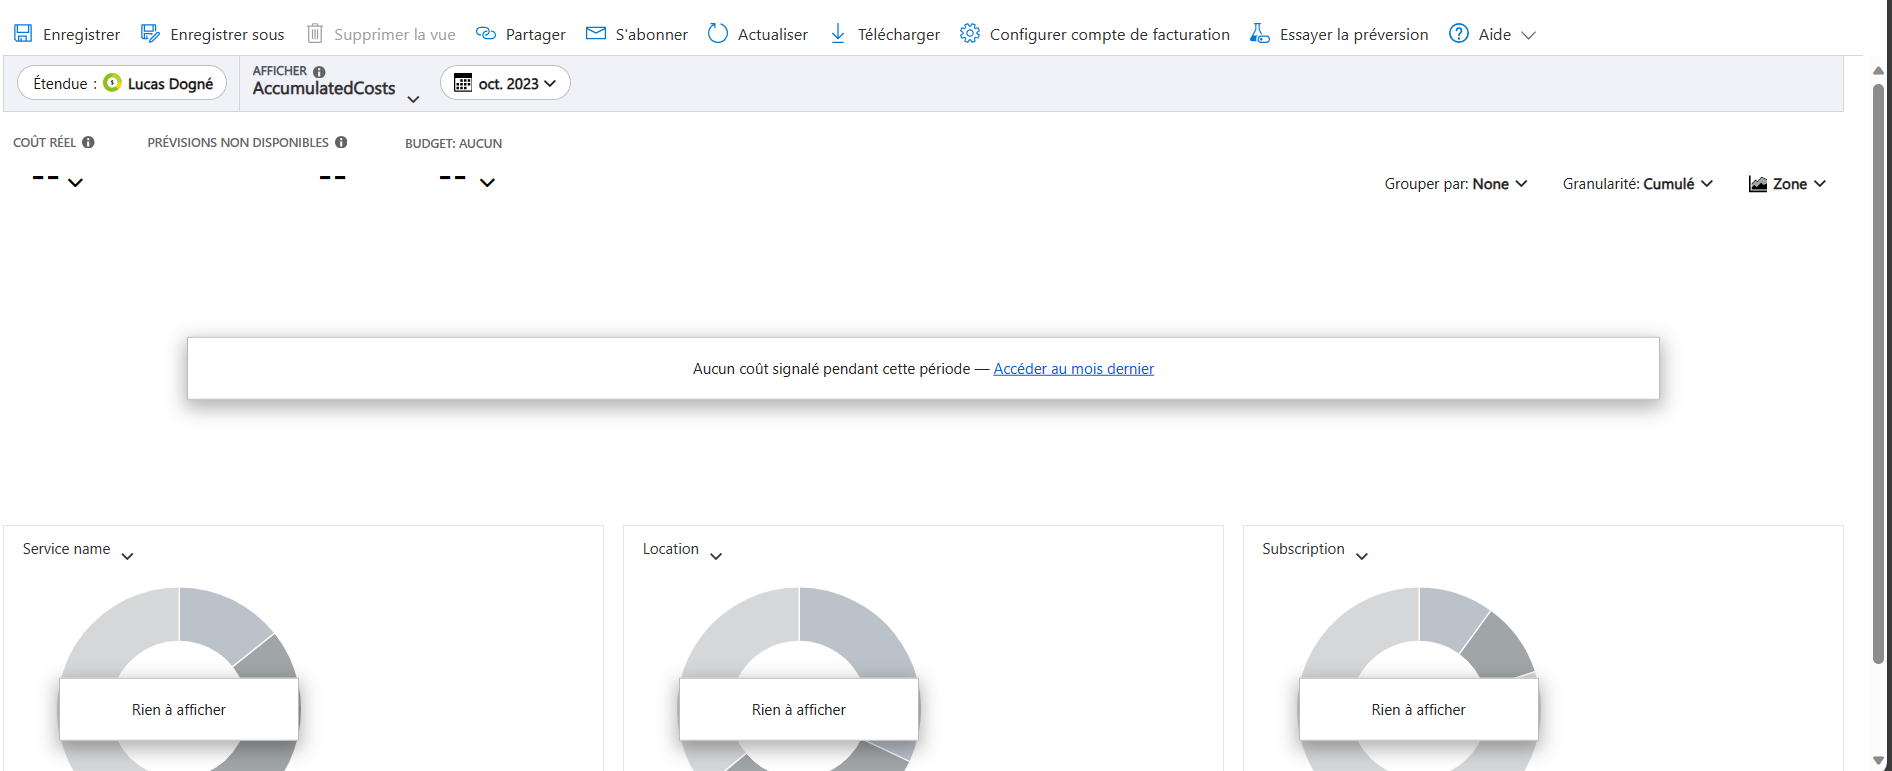 Enregistrer Enregistrer sous Supprimer la vue Partager S'abonner Actualiser Télécharger Configurer compte de facturation Essayer la préversion Aide
Étendue : Lucas Dogné
AFFICHER
AccumulatedCosts
oct. 2023
COÛT RÉEL
--
PRÉVISIONS NON DISPONIBLES
--
BUDGET: AUCUN
--
Grouper par: None Granularité: Cumulé Zone
Aucun coût signalé pendant cette période — Accéder au mois dernier
Service name
Rien à afficher
Location
Rien à afficher
Subscription
Rien à afficher